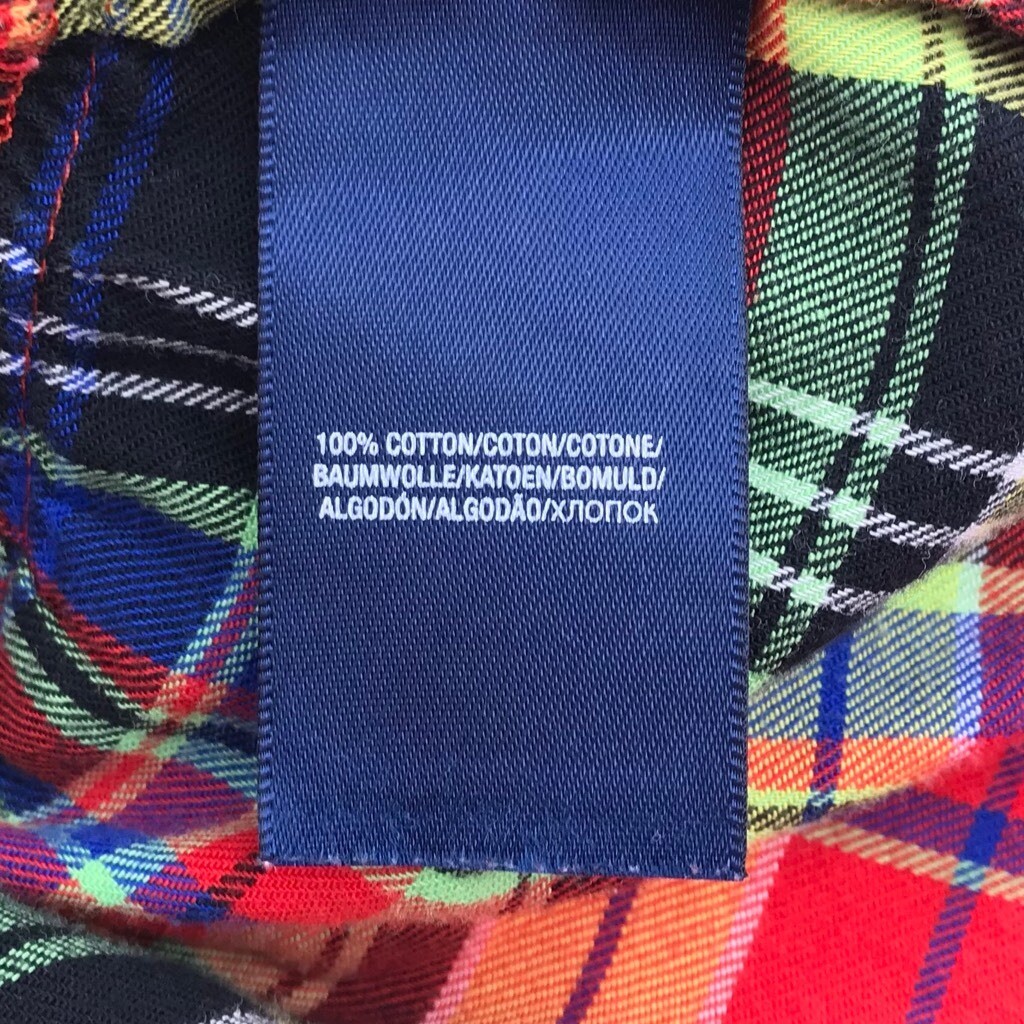 100% COTTON/COTON/COTONE/
BAUMWOLLE/KATOEN/BOMULD/
ALGODÓN/ALGODÃO/ХЛОПОК